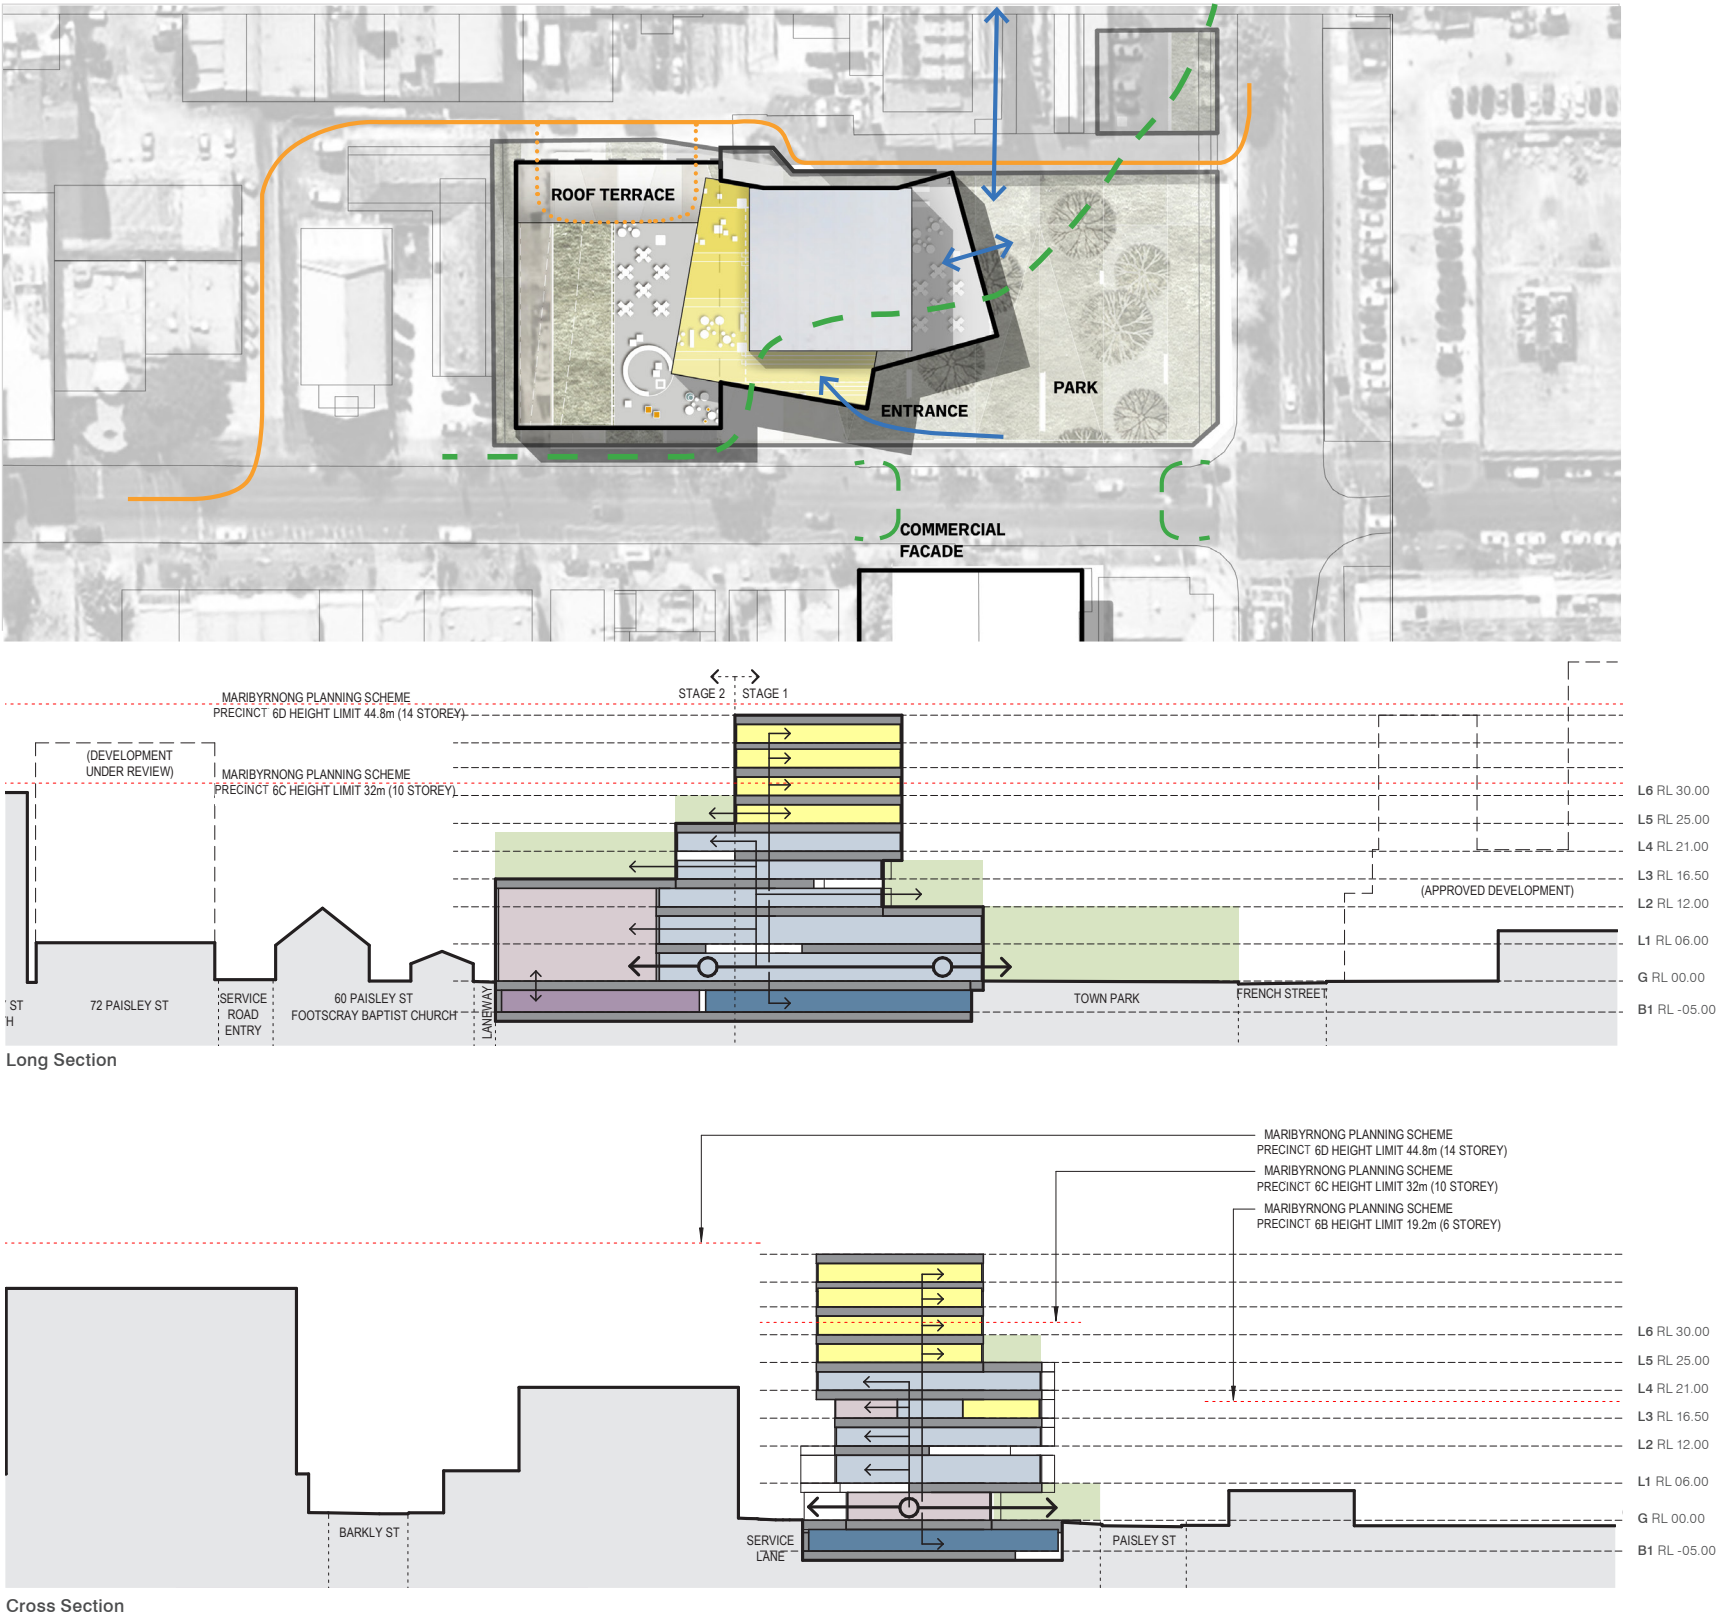 ROOF TERRACE
PARK
ENTRANCE
COMMERCIAL
FACADE
STAGE 2
STAGE 1
MARIBYRNONG PLANNING SCHEME
PRECINCT 6D HEIGHT LIMIT 44.8m (14 STOREY)
(DEVELOPMENT
UNDER REVIEW)
MARIBYRNONG PLANNING SCHEME
PRECINCT 6C HEIGHT LIMIT 32m (10 STOREY)
L6 RL 30.00
L5 RL 25.00
L4 RL 21.00
L3 RL 16.50
(APPROVED DEVELOPMENT)
L2 RL 12.00
L1 RL 06.00
G RL 00.00
B1 RL -05.00
ST
H
72 PAISLEY ST
SERVICE
ROAD
ENTRY
60 PAISLEY ST
FOOTSCRAY BAPTIST CHURCH
LANEWAY
TOWN PARK
FRENCH STREET
Long Section
MARIBYRNONG PLANNING SCHEME
PRECINCT 6D HEIGHT LIMIT 44.8m (14 STOREY)
MARIBYRNONG PLANNING SCHEME
PRECINCT 6C HEIGHT LIMIT 32m (10 STOREY)
MARIBYRNONG PLANNING SCHEME
PRECINCT 6B HEIGHT LIMIT 19.2m (6 STOREY)
L6 RL 30.00
L5 RL 25.00
L4 RL 21.00
L3 RL 16.50
L2 RL 12.00
L1 RL 06.00
G RL 00.00
B1 RL -05.00
BARKLY ST
SERVICE
LANE
PAISLEY ST
Cross Section